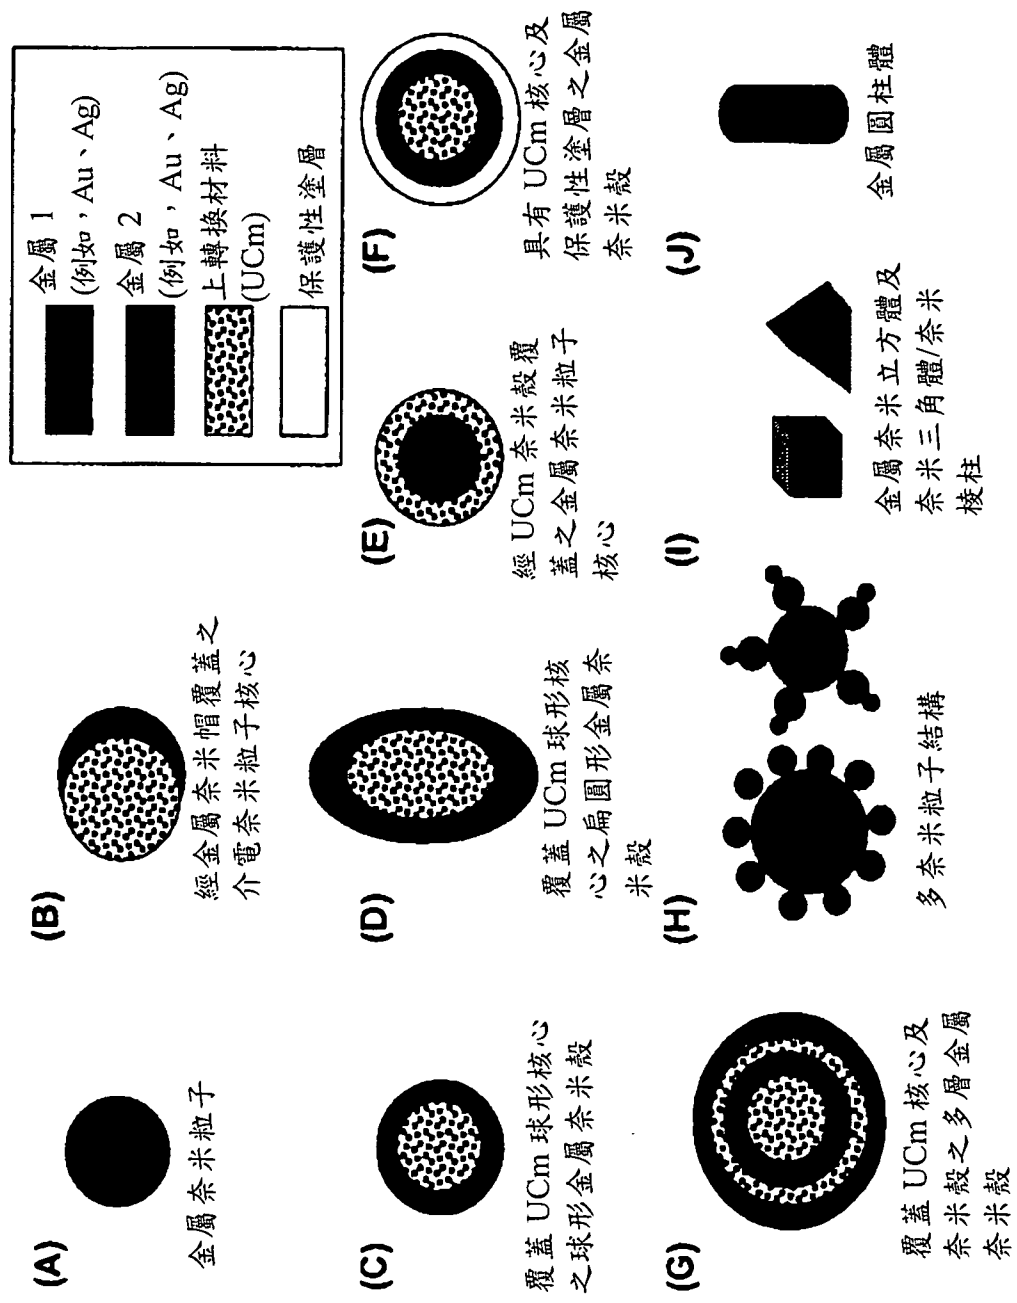 (A)
金屬奈米粒子
(B)
經金屬奈米帽覆蓋之
介電奈米粒子核心
金屬 1
(例如，Au、Ag)
金屬 2
(例如，Au、Ag)
上轉換材料
(UCm)
保護性塗層
(C)
覆蓋 UCm 球形核心
之球形金屬奈米殼
(D)
覆蓋 UCm 球形核
心之扁圓形金屬奈
米殼
(E)
經 UCm 奈米殼覆
蓋之金屬奈米粒子
核心
(F)
具有 UCm 核心及
保護性塗層之金屬
奈米殼
(G)
覆蓋 UCm 核心及
奈米殼之多層金屬
奈米殼
(H)
多奈米粒子結構
(I)
金屬奈米立方體及
奈米三角體/奈米
棱柱
(J)
金屬圓柱體